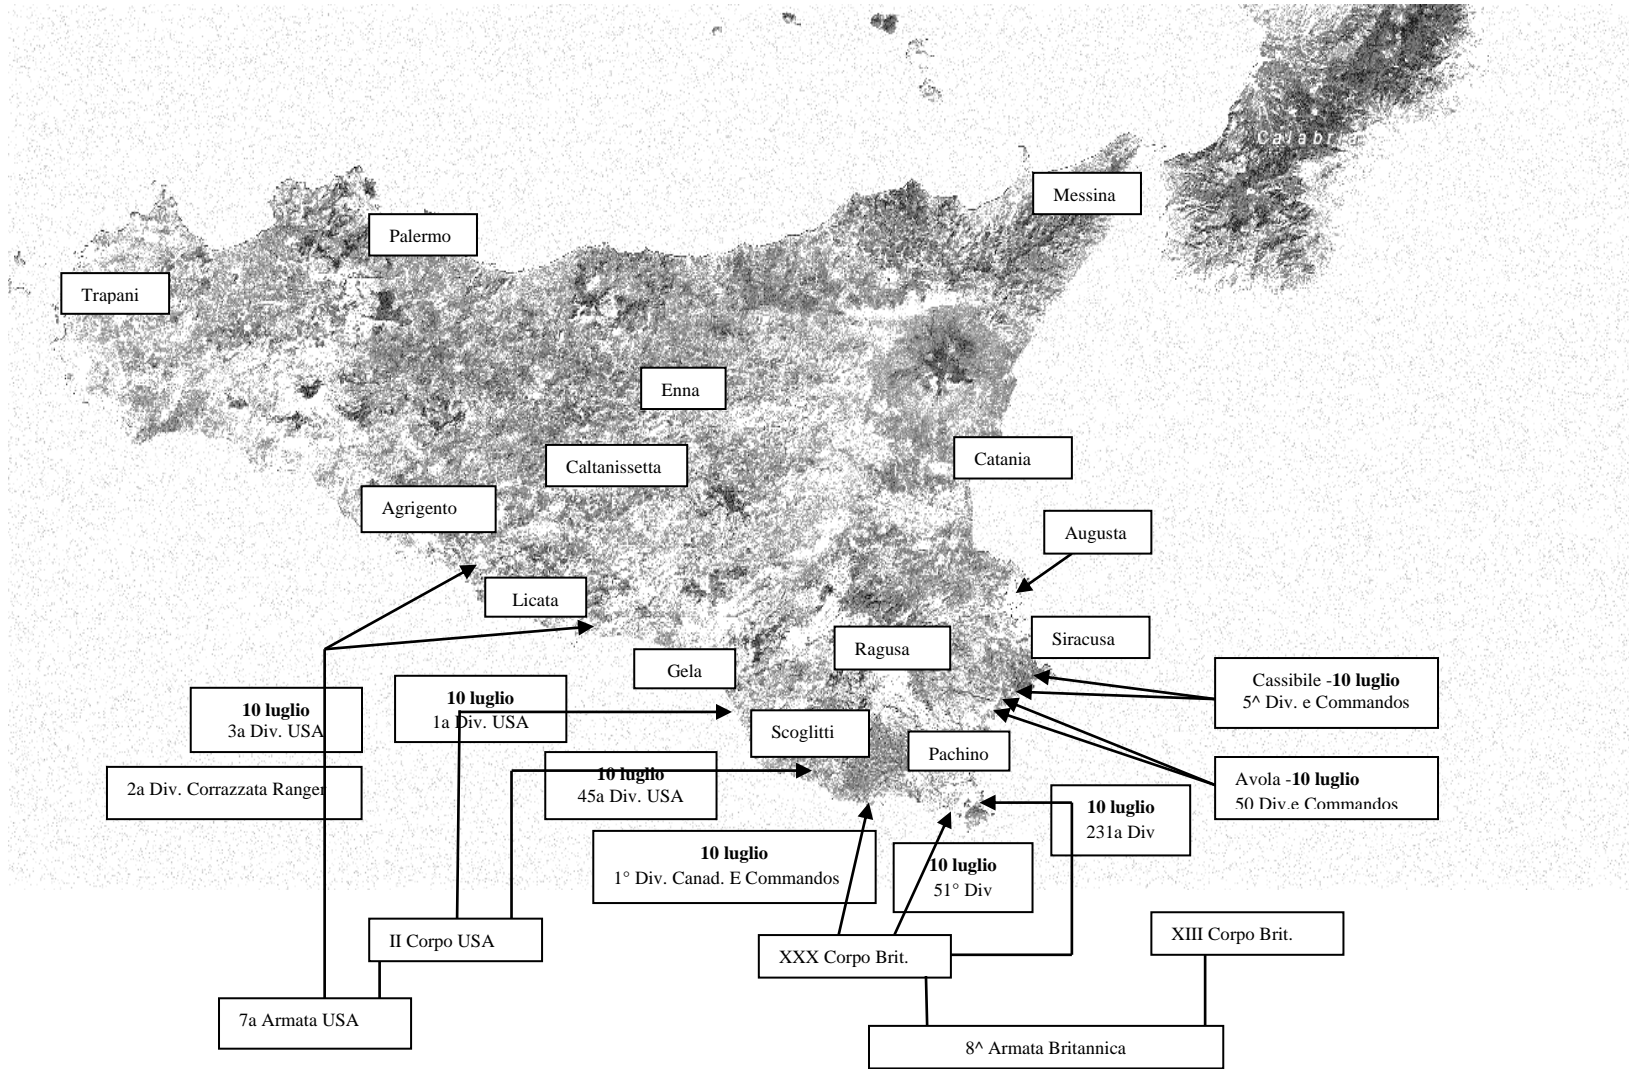 Calabria
Messina
Palermo
Trapani
Enna
Caltanissetta
Catania
Agrigento
Augusta
Licata
Siracusa
Ragusa
Gela
Cassibile -10 luglio
5^ Div. e Commandos
10 luglio
3a Div. USA
10 luglio
1a Div. USA
Scoglitti
Pachino
2a Div. Corrazzata Ranger
10 luglio
45a Div. USA
Avola -10 luglio
50 Div.e Commandos
10 luglio
231a Div
10 luglio
1° Div. Canad. E Commandos
10 luglio
51° Div
II Corpo USA
XXX Corpo Brit.
XIII Corpo Brit.
7a Armata USA
8^ Armata Britannica